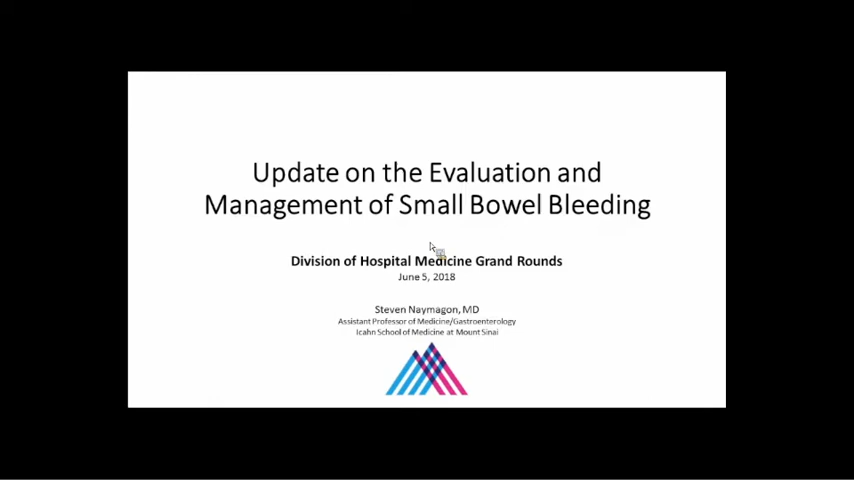 Update on the Evaluation and
Management of Small Bowel Bleeding
Division of Hospital Medicine Grand Rounds
June 5, 2018
Steven Naymagon, MD
Assistant Professor of Medicine/Gastroenterology
Icahn School of Medicine at Mount Sinai